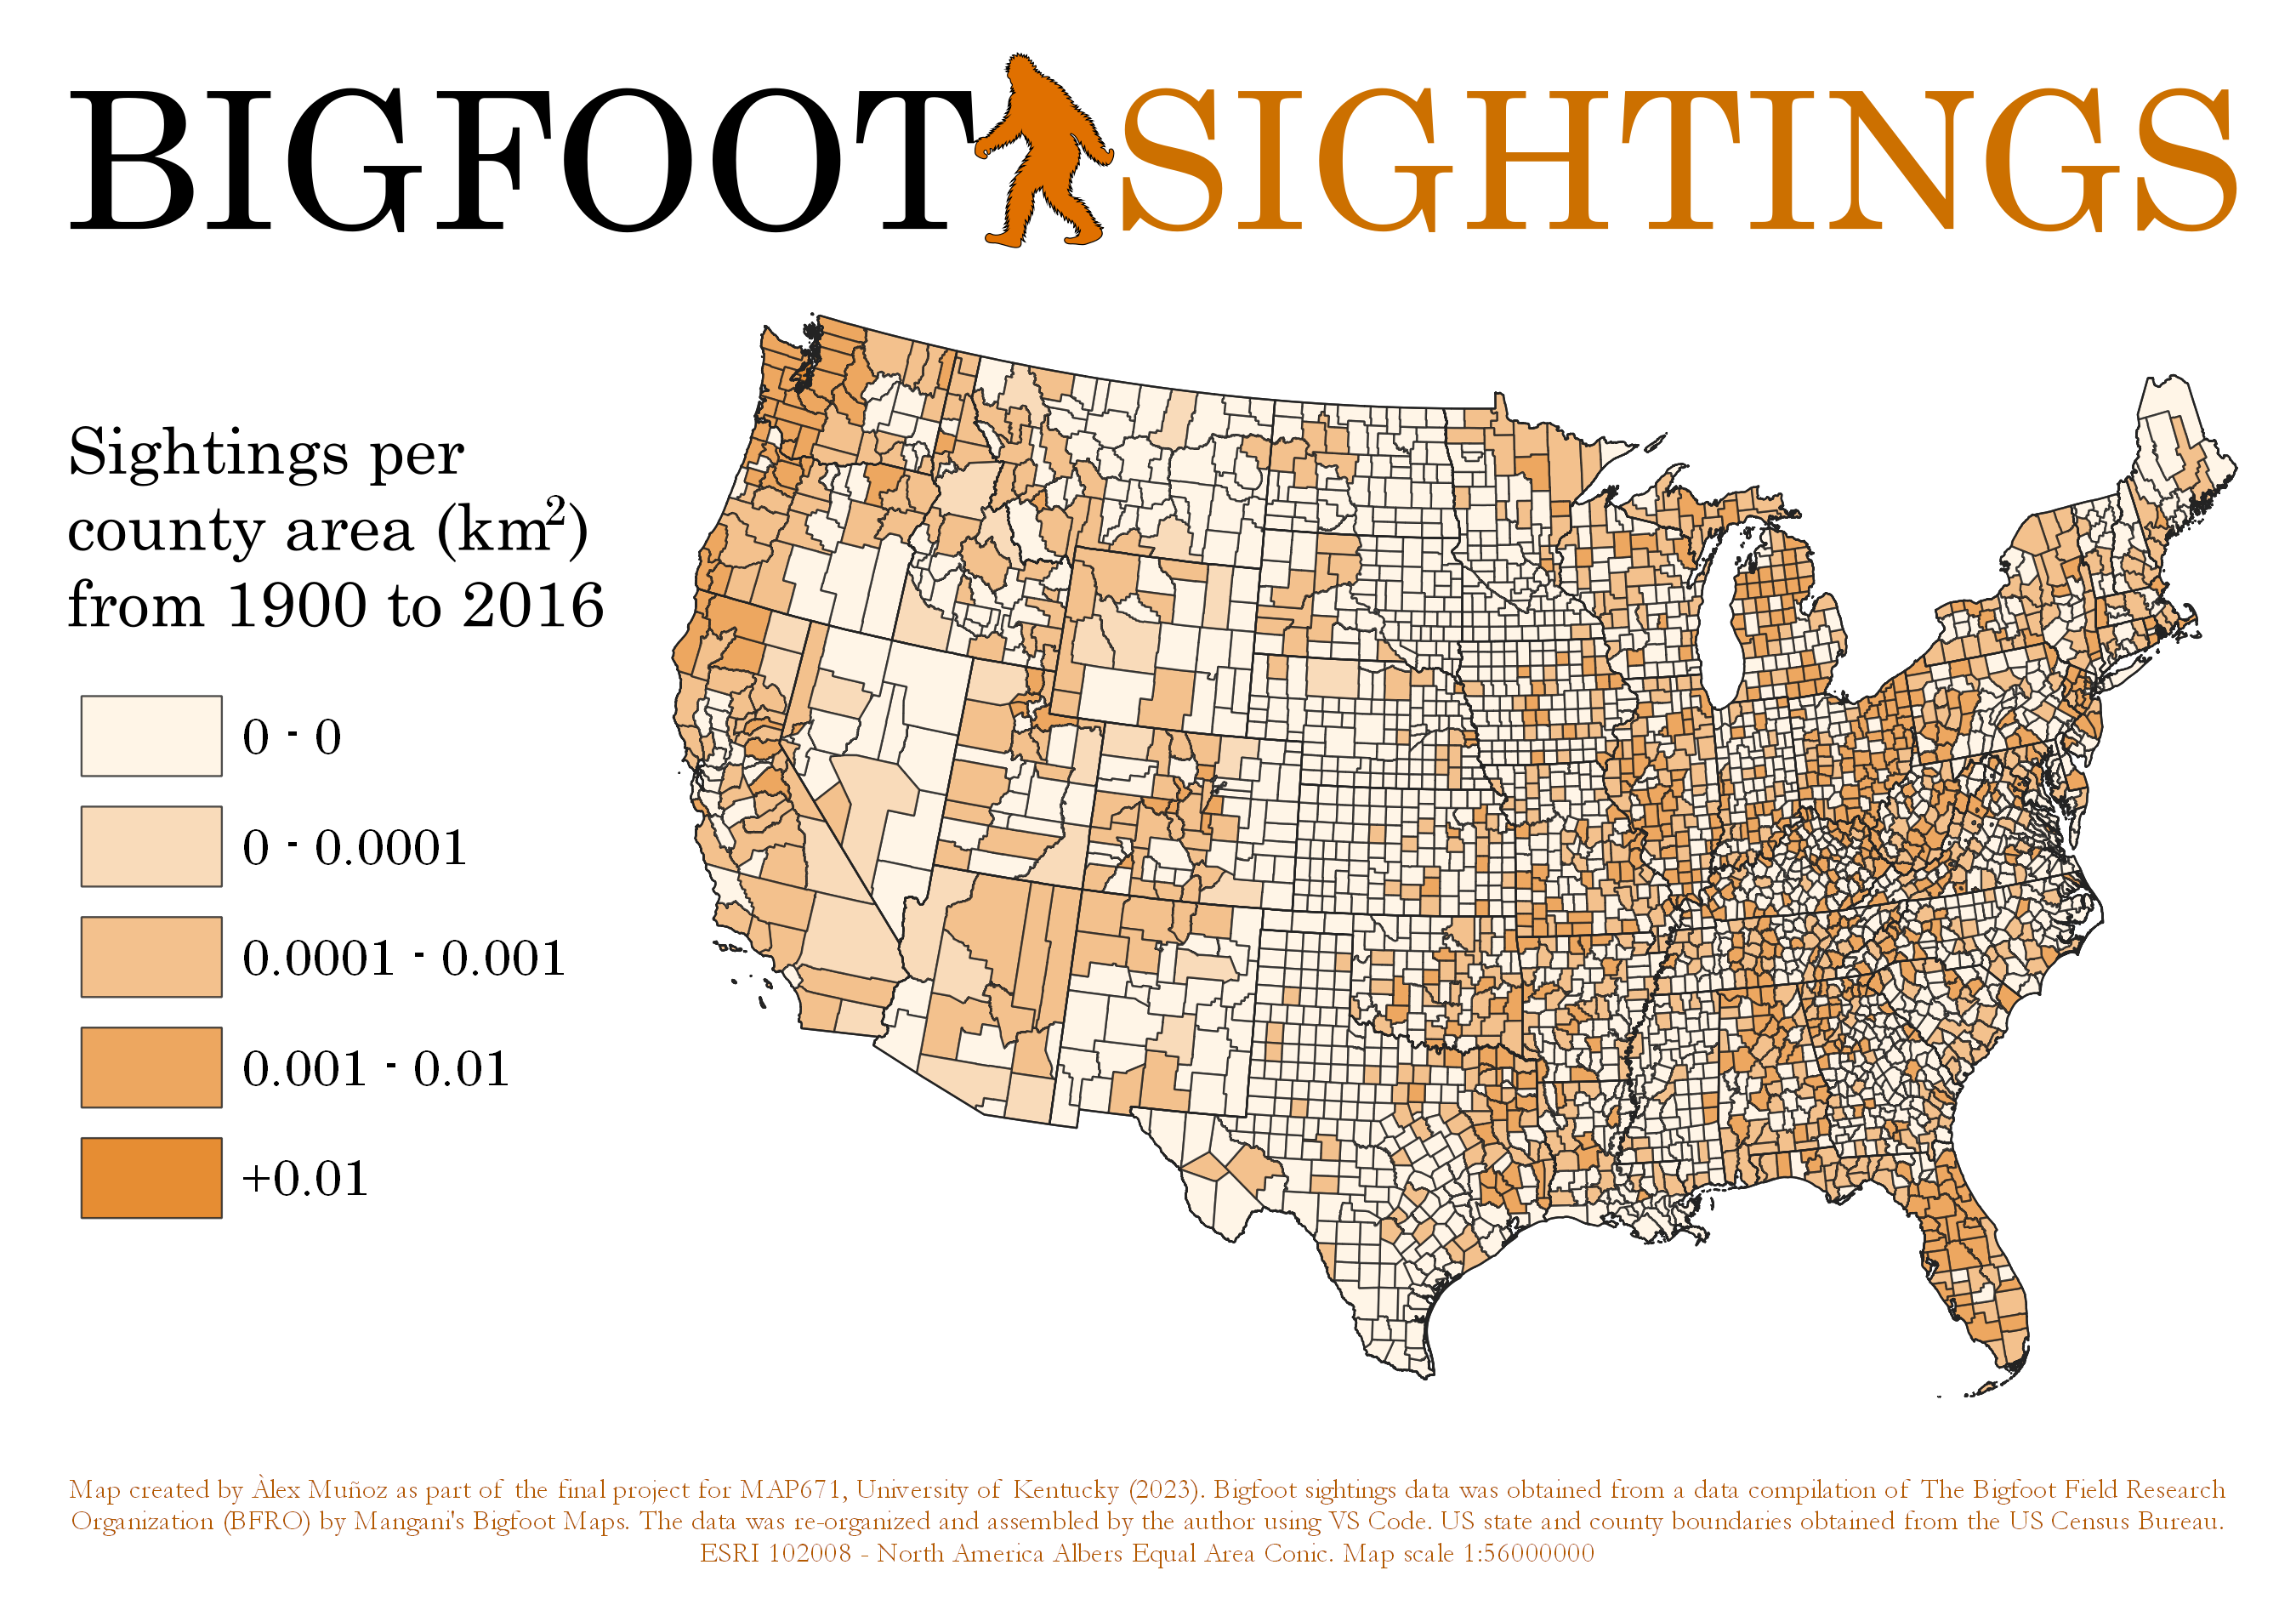 BIGFOOT SIGHTINGS
Sightings per
county area (km²)
from 1900 to 2016
0 - 0
0 - 0.0001
0.0001 - 0.001
0.001 - 0.01
+0.01
Map created by Àlex Muñoz as part of the final project for MAP671, University of Kentucky (2023). Bigfoot sightings data was obtained from a data compilation of The Bigfoot Field Research
Organization (BFRO) by Mangani's Bigfoot Maps. The data was re-organized and assembled by the author using VS Code. US state and county boundaries obtained from the US Census Bureau.
ESRI 102008 - North America Albers Equal Area Conic. Map scale 1:56000000